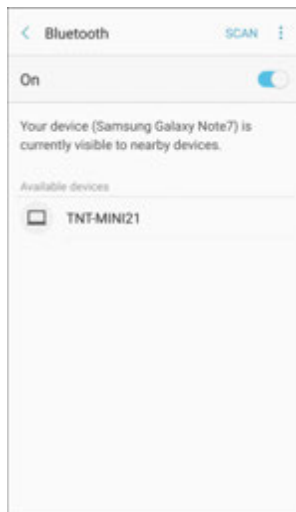 Bluetooth SCAN
On
Your device (Samsung Galaxy Note7) is
currently visible to nearby devices.
Available devices
TNT-MINI21